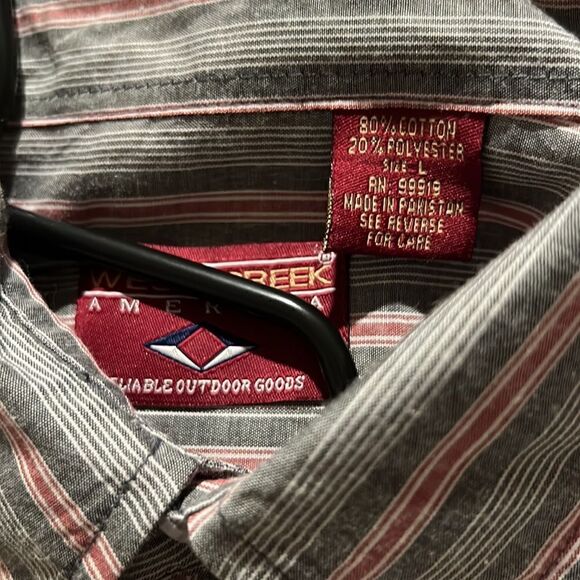 80% COTTON
20% POLYESTER
SIZE: L
RN: 99919
MADE IN PAKISTAN
SEE REVERSE
FOR CARE
OUTDOOR GOODS